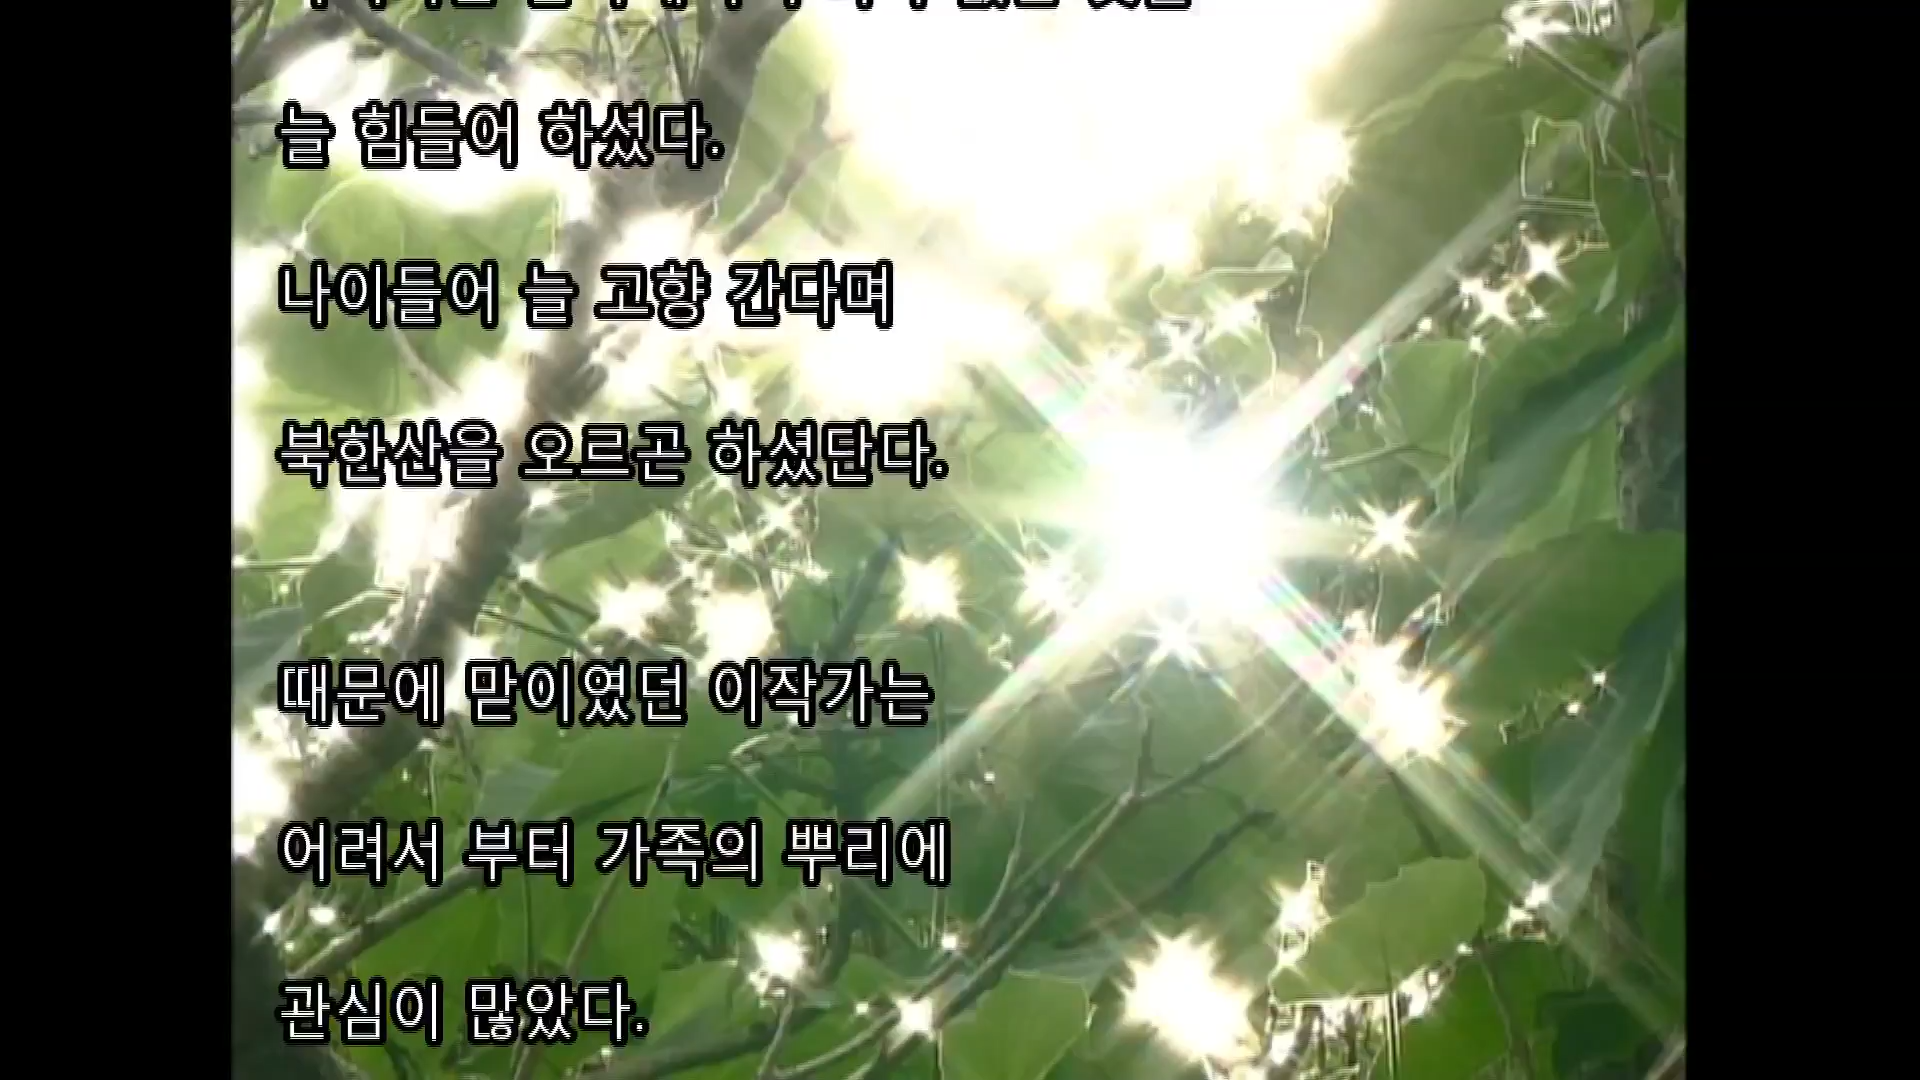 늘 힘들어 하셨다.
나이들어 늘 고향 간다며
북한산을 오르곤 하셨단다.
때문에 맏이였던 이작가는
어려서 부터 가족의 뿌리에
관심이 많았다.